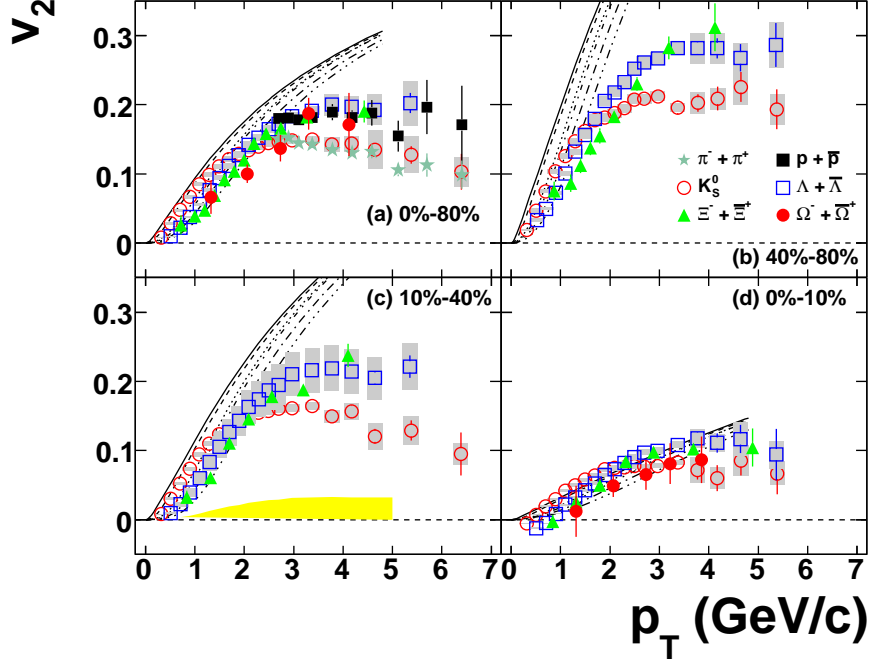 v₂
0.3
0.2
0.1
0
(a) 0%-80%
π⁻ + π⁺
K⁰_S
Ξ⁻ + Ξ̅⁺
p + p̅
Λ + Λ̅
Ω⁻ + Ω̅⁺
(b) 40%-80%
0.3
0.2
0.1
0
(c) 10%-40%
(d) 0%-10%
0 1 2 3 4 5 6 7
0 1 2 3 4 5 6 7
p_T (GeV/c)